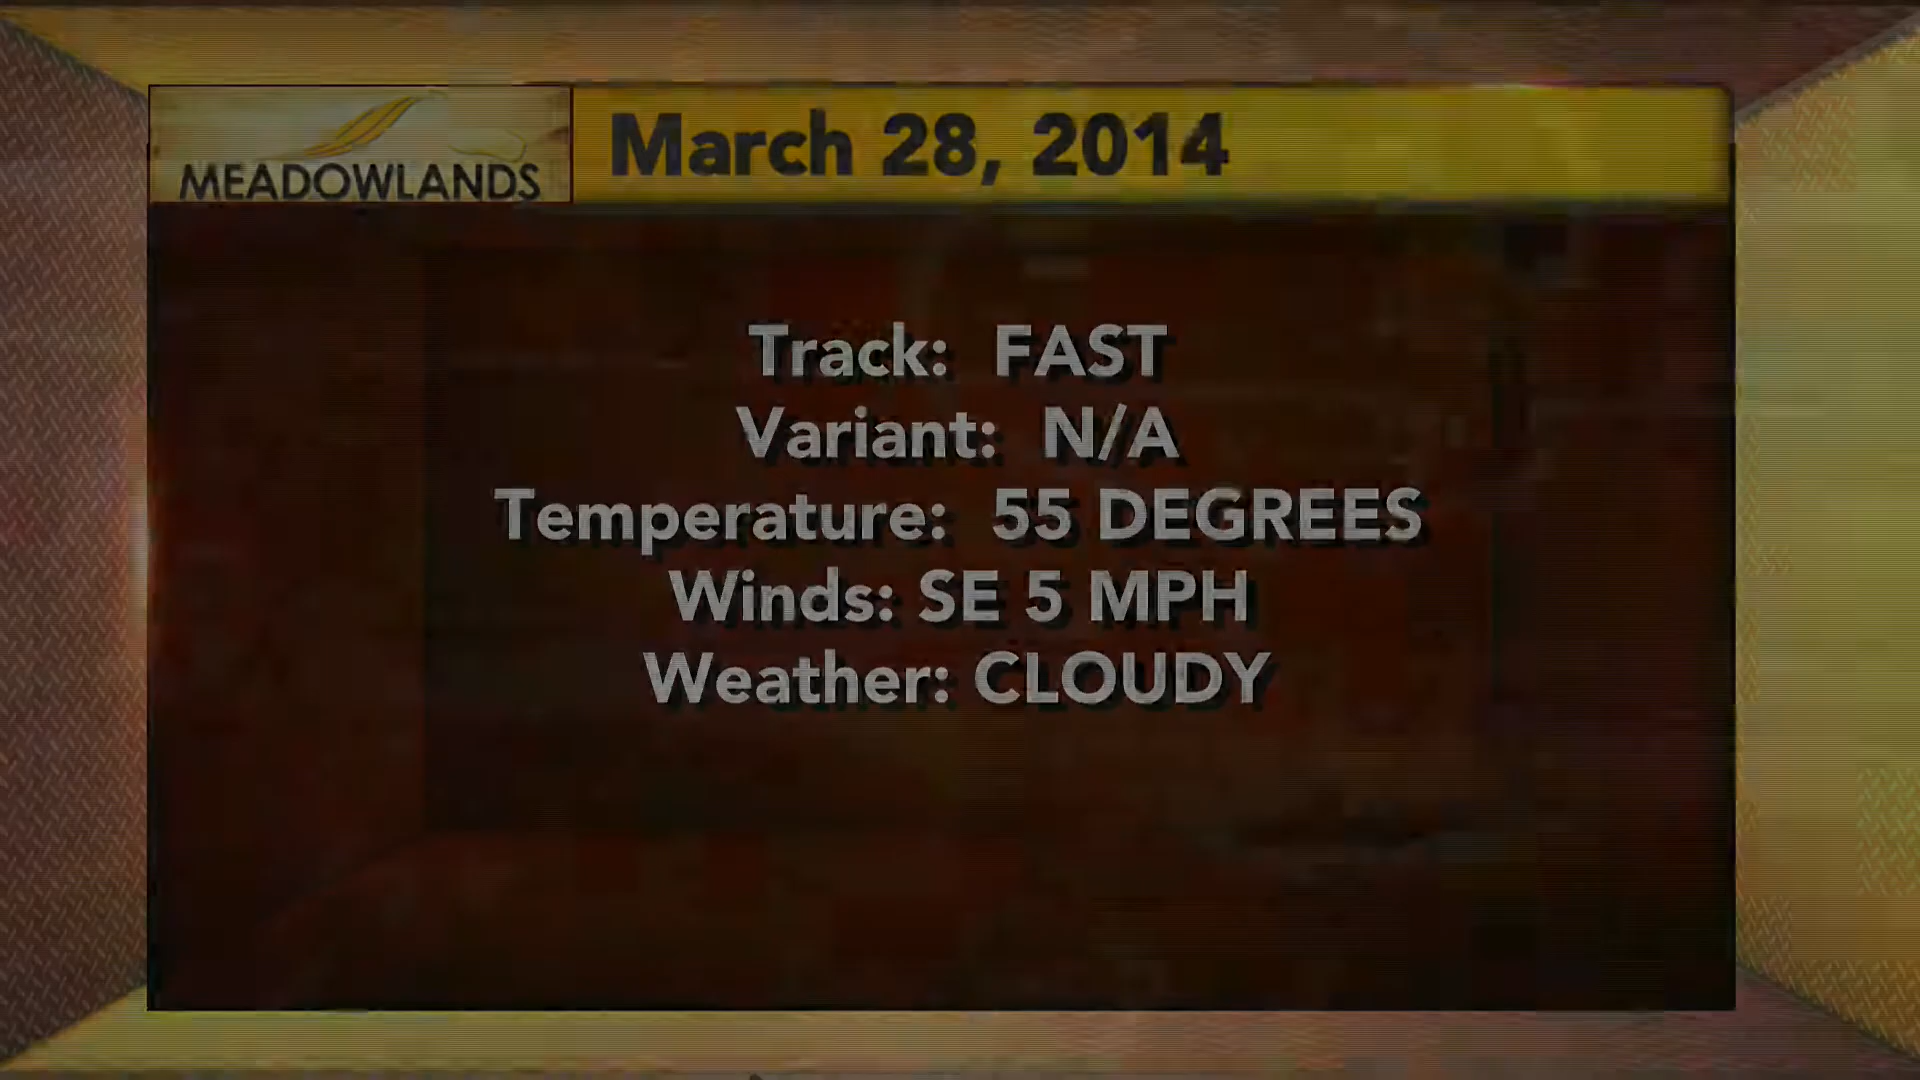 MEADOWLANDS
March 28, 2014
Track: FAST
Variant: N/A
Temperature: 55 DEGREES
Winds: SE 5 MPH
Weather: CLOUDY